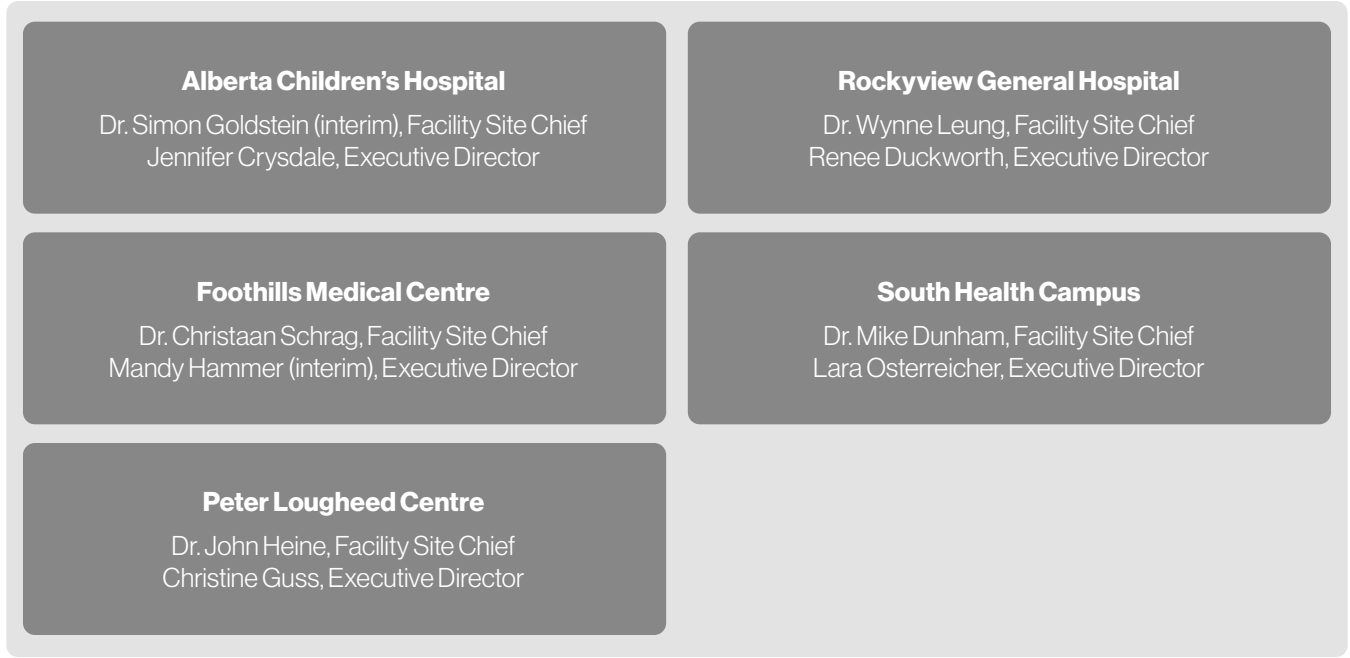 Alberta Children’s Hospital
Dr. Simon Goldstein (interim), Facility Site Chief
Jennifer Crysdale, Executive Director
Rockyview General Hospital
Dr. Wynne Leung, Facility Site Chief
Renee Duckworth, Executive Director
Foothills Medical Centre
Dr. Christaan Schrag, Facility Site Chief
Mandy Hammer (interim), Executive Director
South Health Campus
Dr. Mike Dunham, Facility Site Chief
Lara Osterreicher, Executive Director
Peter Lougheed Centre
Dr. John Heine, Facility Site Chief
Christine Guss, Executive Director